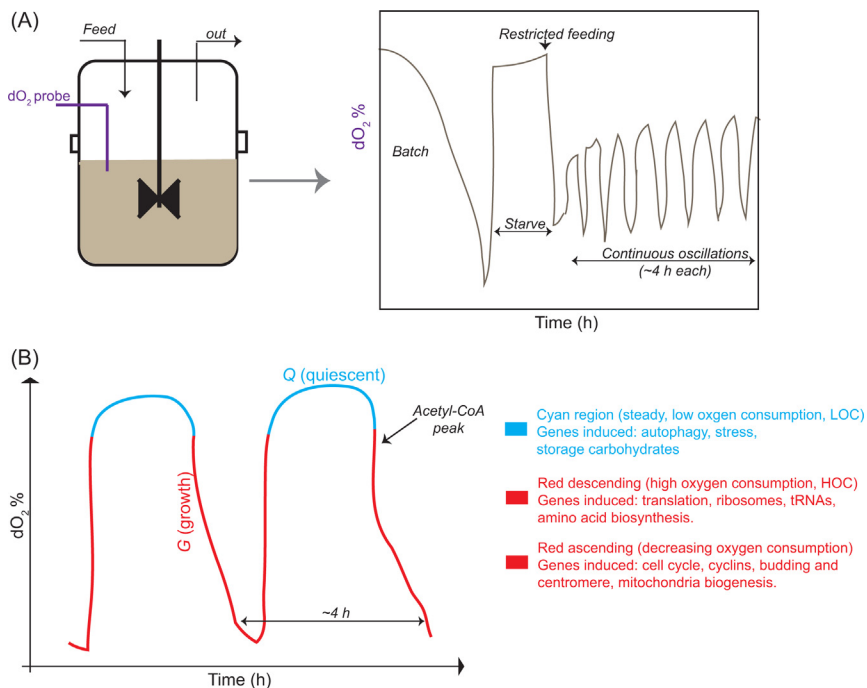 (A)
Feed
out
dO2 probe
dO2 %
Restricted feeding
Batch
Starve
Continuous oscillations
(~4 h each)
Time (h)
(B)
Q (quiescent)
Acetyl-CoA
peak
G (growth)
dO2 %
~4 h
Time (h)
Cyan region (steady, low oxgen consumption, LOC)
Genes induced: autophagy, stress,
storage carbohydrates
Red descending (high oxygen consumption, HOC)
Genes induced: translation, ribosomes, tRNAs,
amino acid biosynthesis.
Red ascending (decreasing oxygen consumption)
Genes induced: cell cycle, cyclins, budding and
centromere, mitochondria biogenesis.